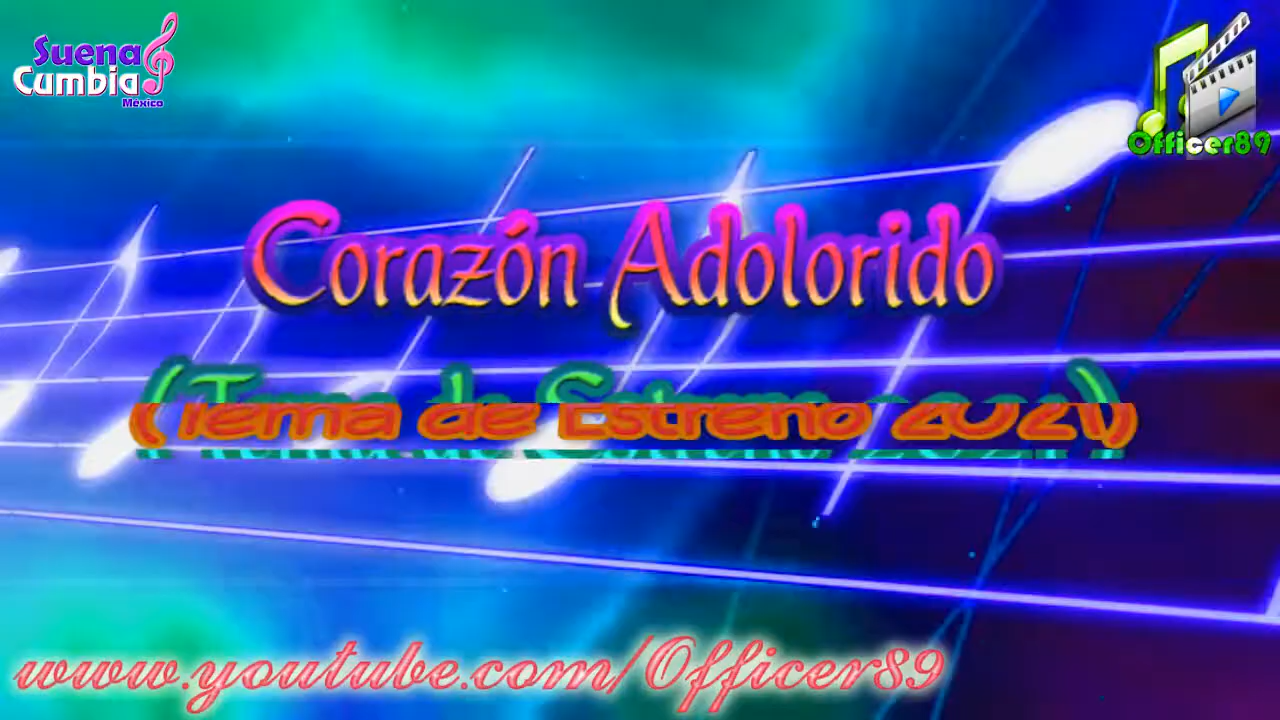 Suena
Cumbia
México
Officer89
Corazón Adolorido
(Tema de Estreno 2021)
www.youtube.com/Officer89